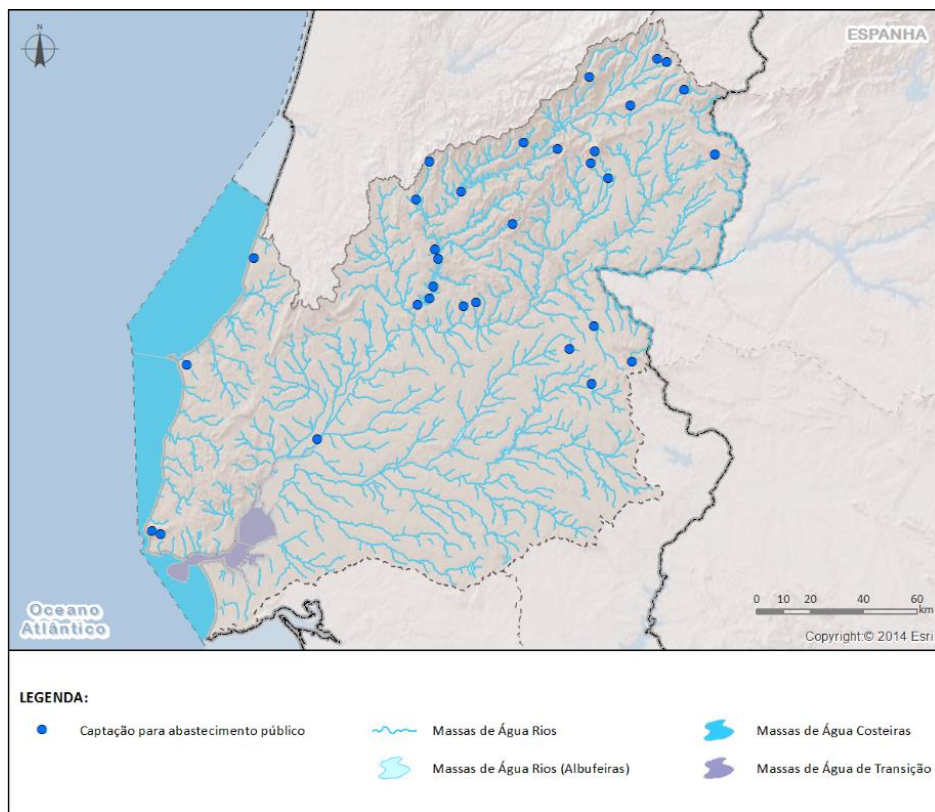 N
ESPANHA
Oceano
Atlântico
0 10 20 40 60
km
Copyright:© 2014 Esri
LEGENDA:
Captação para abastecimento público
Massas de Água Rios
Massas de Água Costeiras
Massas de Água Rios (Albufeiras)
Massas de Água de Transição